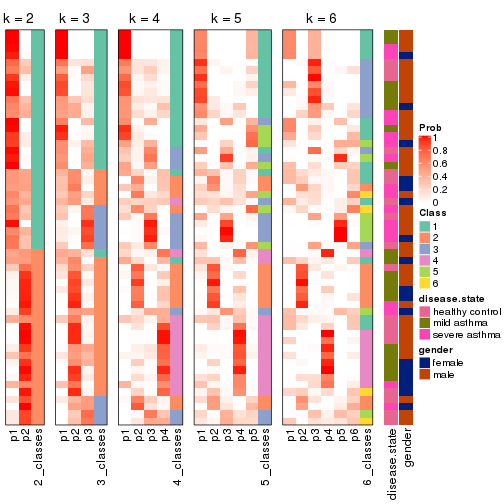 k = 2
k = 3
k = 4
k = 5
k = 6
p1
p2
2_classes
p1
p2
p3
3_classes
p1
p2
p3
p4
4_classes
p1
p2
p3
p4
p5
5_classes
p1
p2
p3
p4
p5
p6
6_classes
disease.state
gender
Prob
1
0.8
0.6
0.4
0.2
0
Class
1
2
3
4
5
6
disease.state
healthy control
mild asthma
severe asthma
gender
female
male